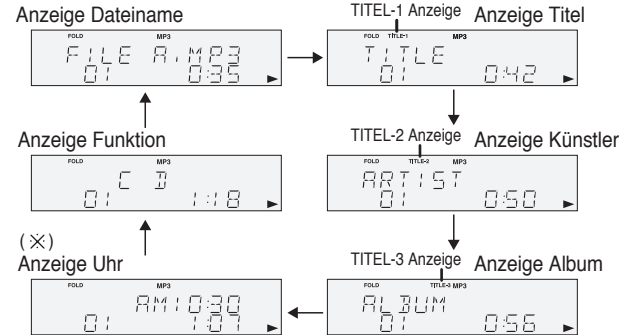 Anzeige Dateiname
FOLD MP3
FILE A.MP3
01 0:35
TITEL-1 Anzeige Anzeige Titel
FOLD TITLE-1 MP3
TITLE
01 0:42
Anzeige Funktion
FOLD MP3
CD
01 1:18
TITEL-2 Anzeige Anzeige Künstler
FOLD TITLE-2 MP3
ARTIST
01 0:50
(※)
Anzeige Uhr
FOLD MP3
AM10:30
01 1:07
TITEL-3 Anzeige Anzeige Album
FOLD TITLE-3 MP3
ALBUM
01 0:56